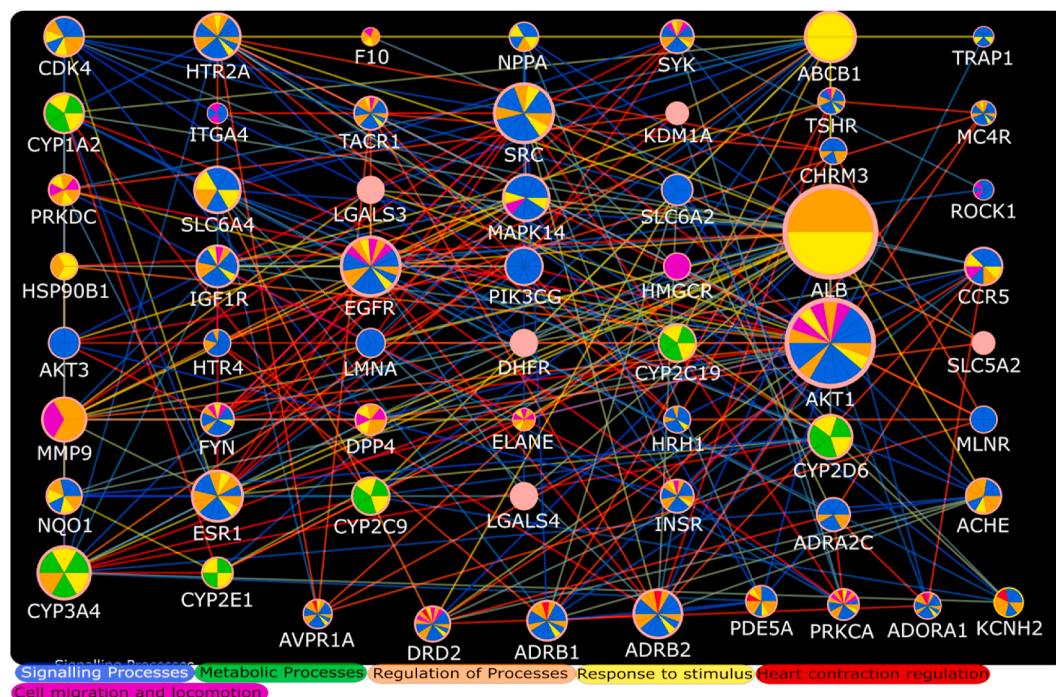 CDK4 HTR2A F10 NPPA SYK ABCB1 TRAP1
CYP1A2 ITGA4 TACR1 SRC KDM1A TSHR MC4R
CHRM3
PRKDC SLC6A4 LGALS3 MAPK14 SLC6A2 ROCK1
HSP90B1 IGF1R EGFR PIK3CG HMGCR ALB CCR5
AKT3 HTR4 LMNA DHFR CYP2C19 AKT1 SLC5A2
MMP9 FYN DPP4 ELANE HRH1 CYP2D6 MLNR
NQO1 ESR1 CYP2C9 LGALS4 INSR ADRA2C ACHE
CYP3A4 CYP2E1 AVPR1A DRD2 ADRB1 ADRB2 PDE5A PRKCA ADORA1 KCNH2
Signalling Processes
Signalling Processes Metabolic Processes Regulation of Processes Response to stimulus Heart contraction regulation
Cell migration and locomotion